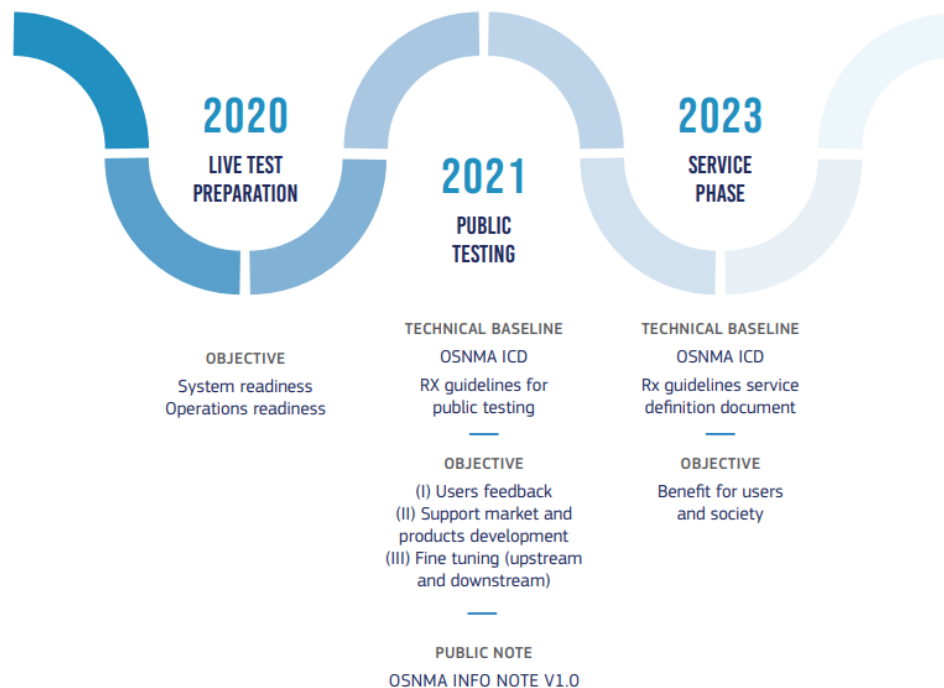 2020
LIVE TEST
PREPARATION
OBJECTIVE
System readiness
Operations readiness
2021
PUBLIC
TESTING
TECHNICAL BASELINE
OSNMA ICD
RX guidelines for
public testing
OBJECTIVE
(I) Users feedback
(II) Support market and
products development
(III) Fine tuning (upstream
and downstream)
PUBLIC NOTE
OSNMA INFO NOTE V1.0
2023
SERVICE
PHASE
TECHNICAL BASELINE
OSNMA ICD
Rx guidelines service
definition document
OBJECTIVE
Benefit for users
and society